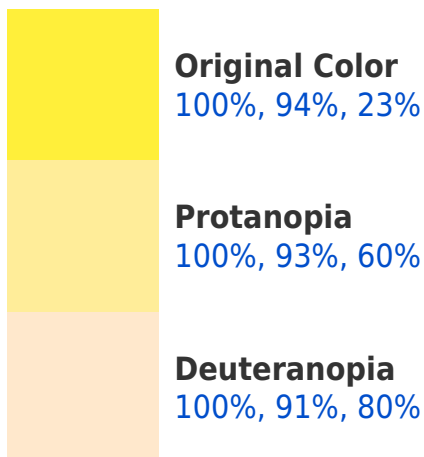 Original Color
100%, 94%, 23%
Protanopia
100%, 93%, 60%
Deuteranopia
100%, 91%, 80%